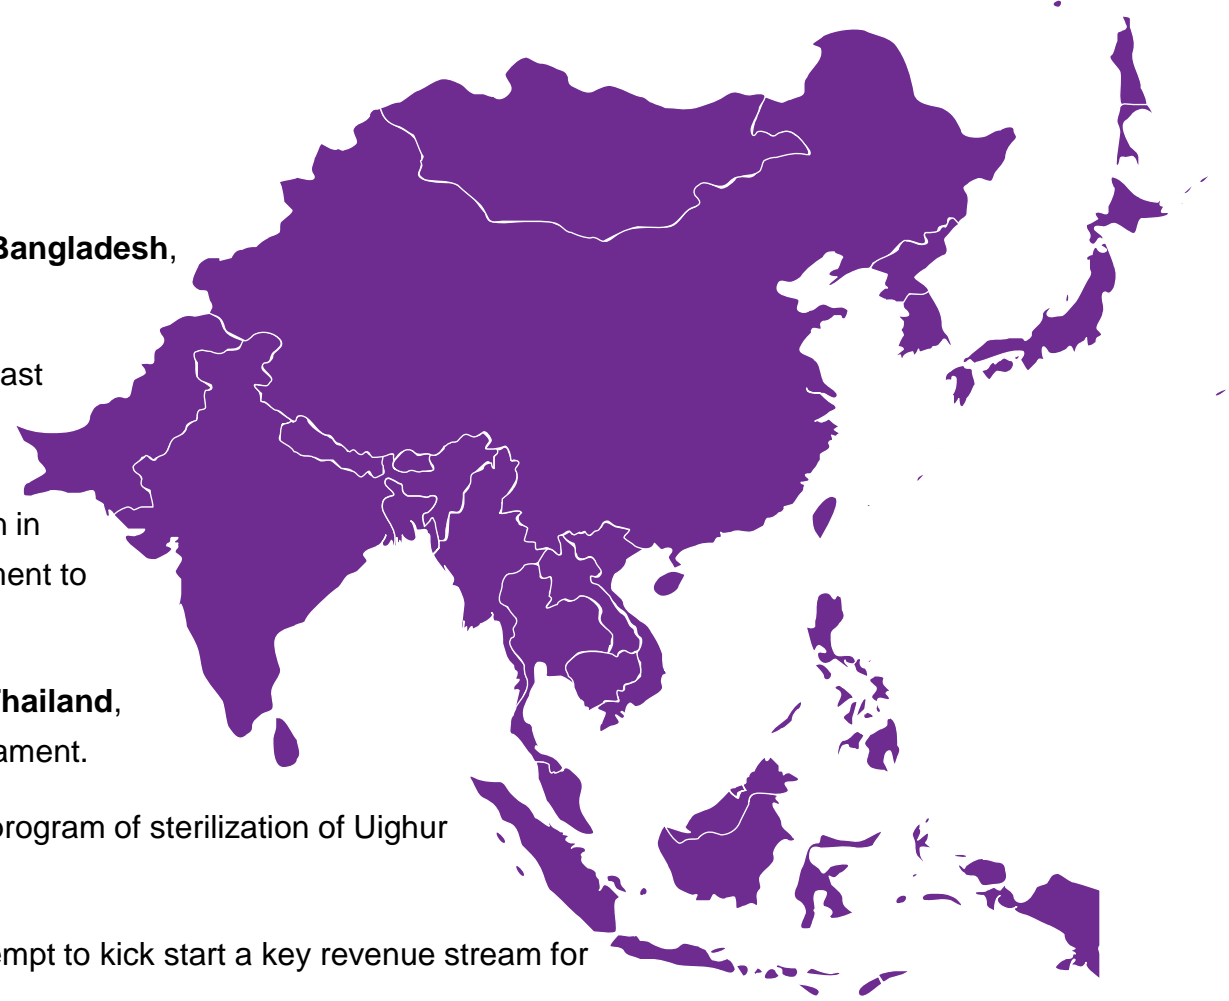 Bangladesh,
ast
n in
ment to
Thailand,
ament.
program of sterilization of Uighur
empt to kick start a key revenue stream for